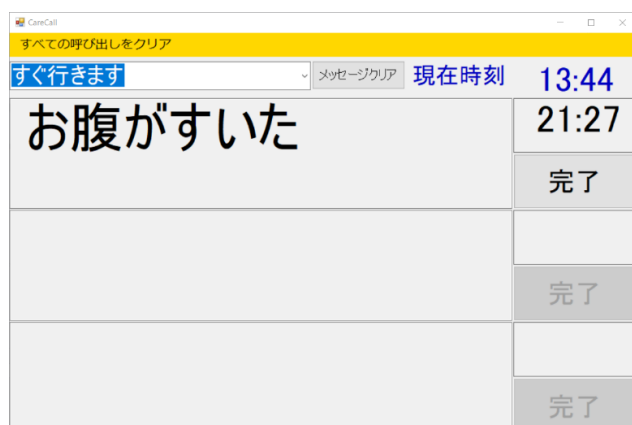 CareCall
すべての呼び出しをクリア
すぐ行きます メッセージクリア 現在時刻 13:44
お腹がすいた 21:27
完了
完了
完了